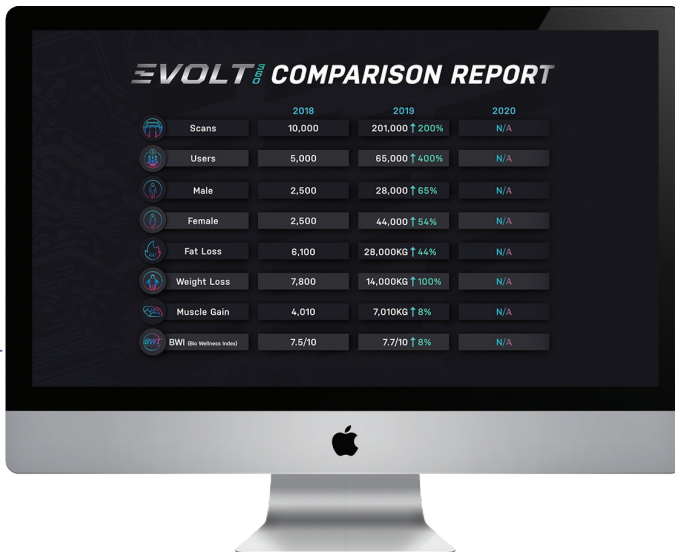 EVOLT 360 COMPARISON REPORT
2018 2019 2020
Scans 10,000 201,000 ↑ 200% N/A
Users 5,000 65,000 ↑ 400% N/A
Male 2,500 28,000 ↑ 65% N/A
Female 2,500 44,000 ↑ 54% N/A
FAT Fat Loss 6,100 28,000KG ↑ 44% N/A
Weight Loss 7,800 14,000KG ↑ 100% N/A
Muscle Gain 4,010 7,010KG ↑ 8% N/A
BWI BWI (Bio Wellness Index) 7.5/10 7.7/10 ↑ 8% N/A